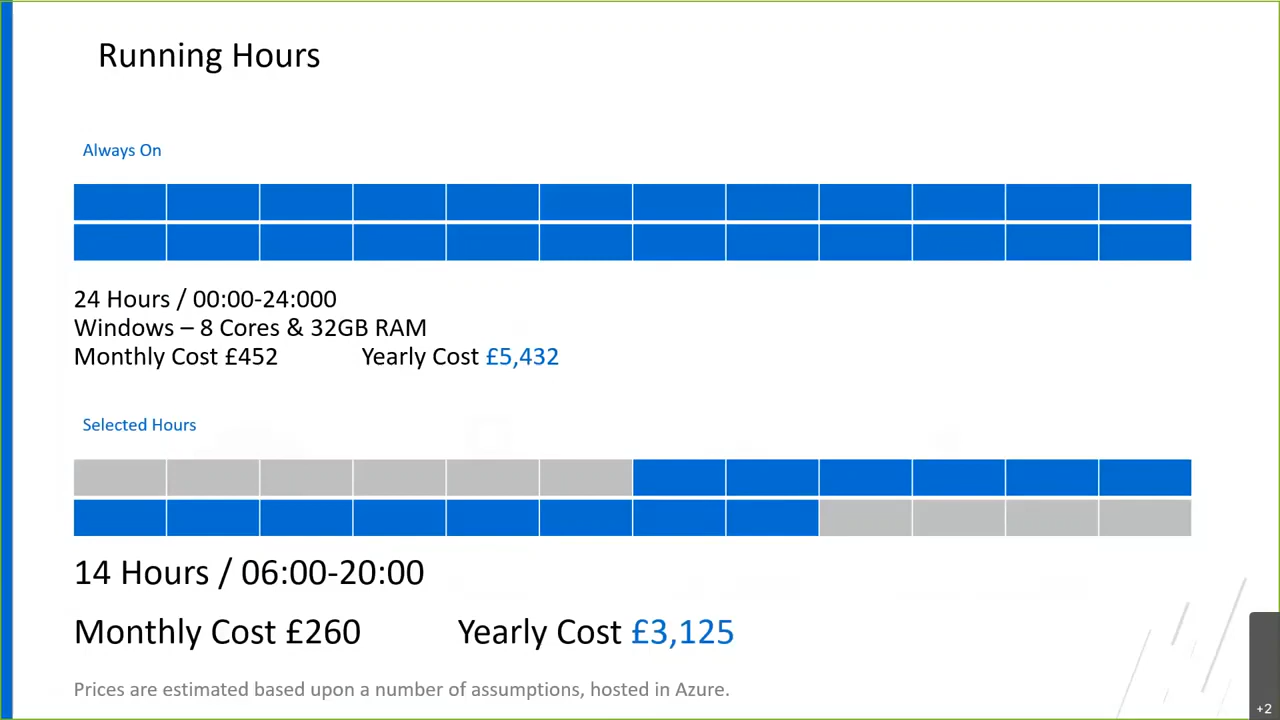 Running Hours
Always On
24 Hours / 00:00-24:000
Windows – 8 Cores & 32GB RAM
Monthly Cost £452 Yearly Cost £5,432
Selected Hours
14 Hours / 06:00-20:00
Monthly Cost £260 Yearly Cost £3,125
Prices are estimated based upon a number of assumptions, hosted in Azure.
+2